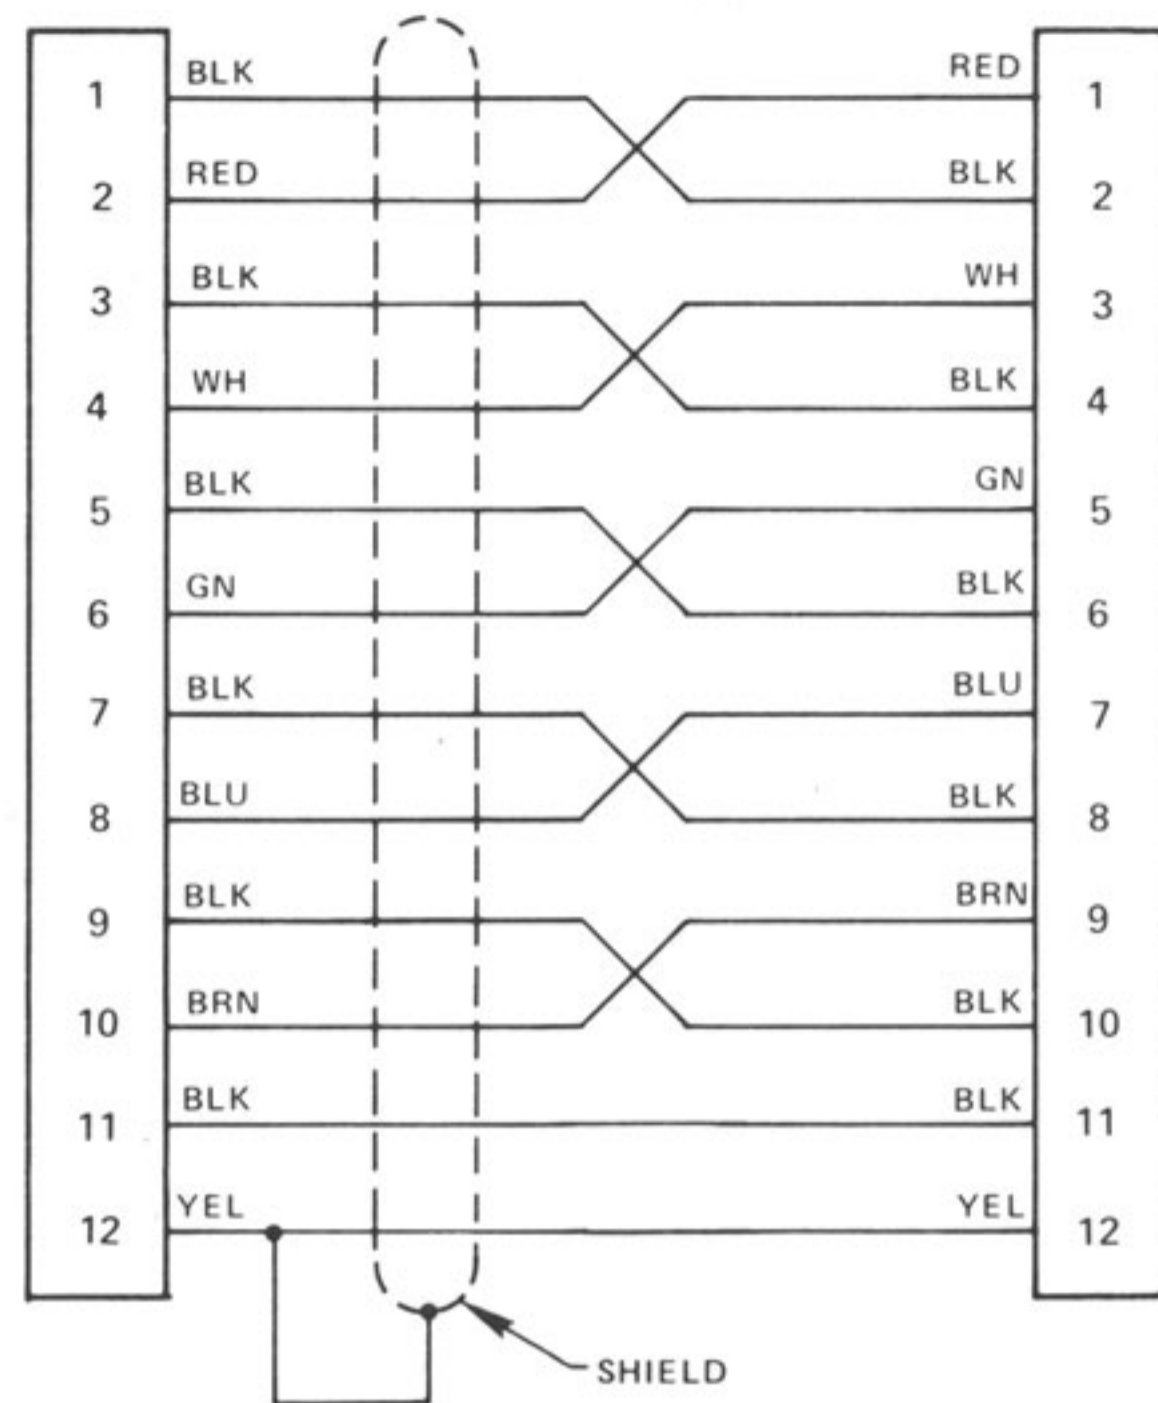 BLK RED
1 1
RED BLK
2 2
BLK WH
3 3
WH BLK
4 4
BLK GN
5 5
GN BLK
6 6
BLK BLU
7 7
BLU BLK
8 8
BLK BRN
9 9
BRN BLK
10 10
BLK BLK
11 11
YEL YEL
12 12
SHIELD